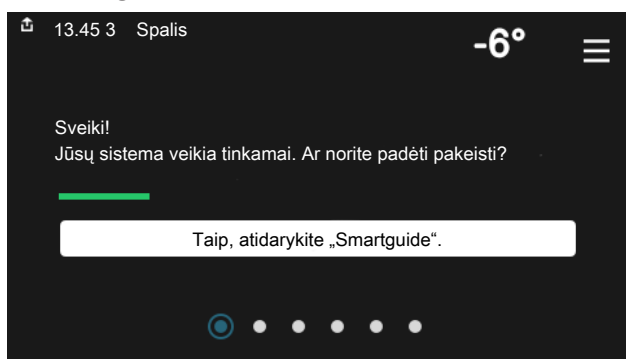 13.45 3 Spalis
-6°
Sveiki!
Jūsų sistema veikia tinkamai. Ar norite padėti pakeisti?
Taip, atidarykite „Smartguide“.